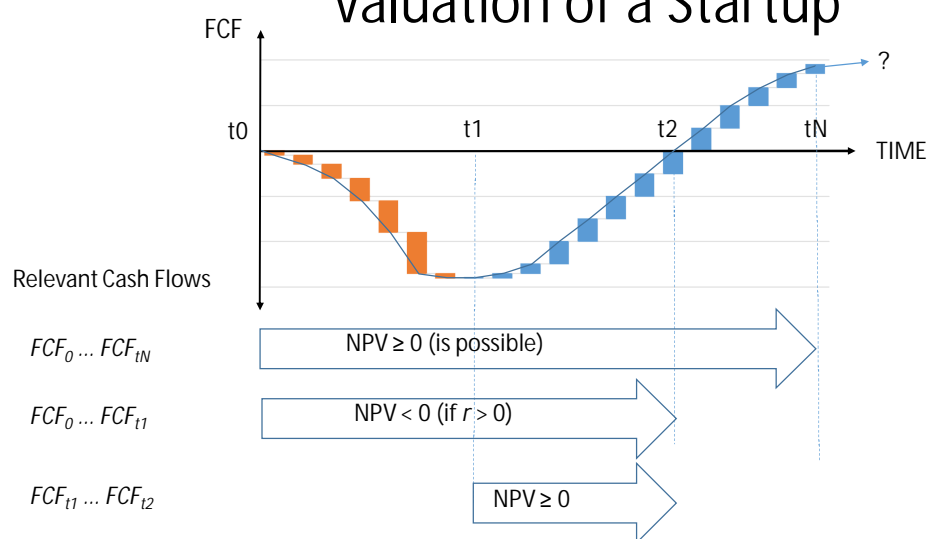 Valuation of a Startup
FCF
?
t0
t1
t2
tN
TIME
Relevant Cash Flows
FCF0 ... FCFtN
NPV ≥ 0 (is possible)
FCF0 ... FCFt1
NPV < 0 (if r > 0)
FCFt1 ... FCFt2
NPV ≥ 0